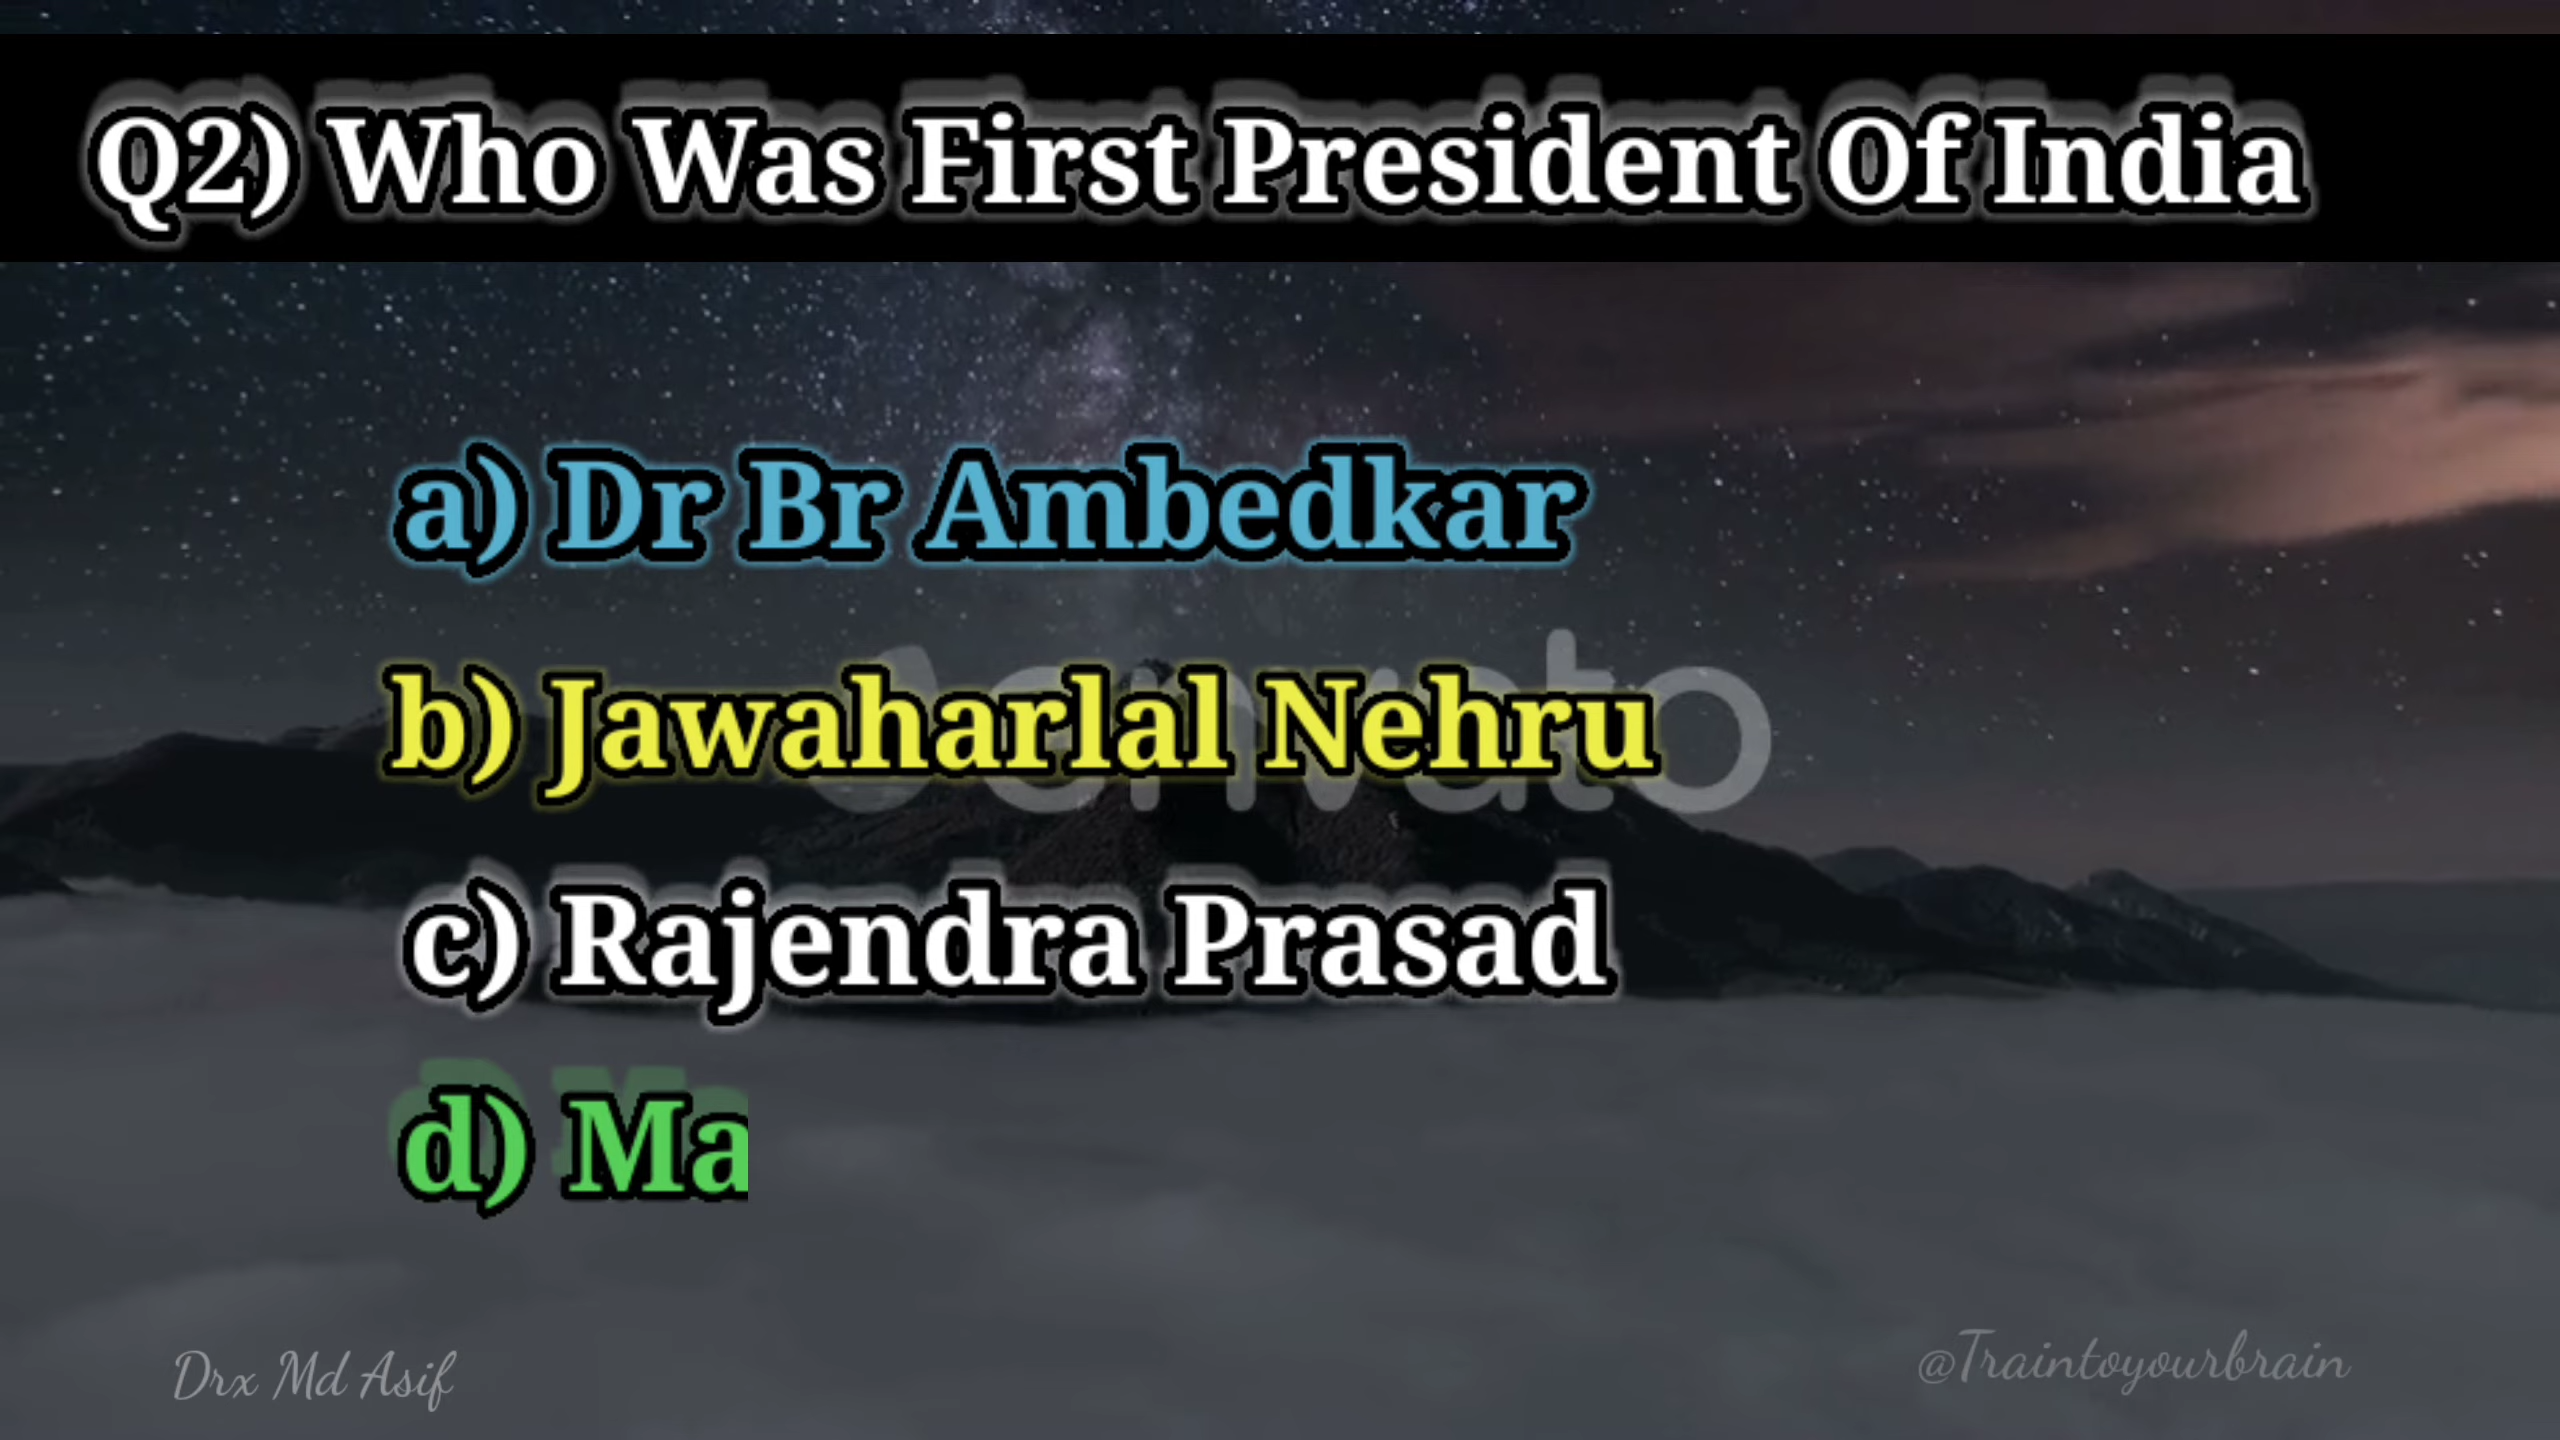 Q2) Who Was First President Of India
a) Dr Br Ambedkar
b) Jawaharlal Nehru
c) Rajendra Prasad
d) Ma
envato
Drx Md Asif
@Traintoyourbrain